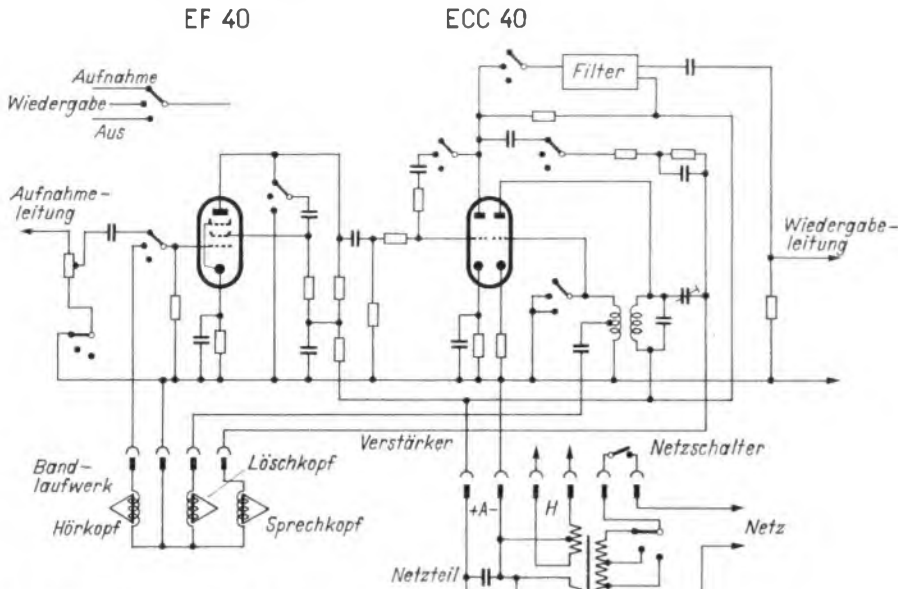 EF 40
ECC 40
Aufnahme
Wiedergabe
Aus
Filter
Aufnahme-
leitung
Wiedergabe-
leitung
Verstärker
Netzschalter
Band-
laufwerk
Löschkopf
Hörkopf
Sprechkopf
+A-
H
Netz
Netzteil